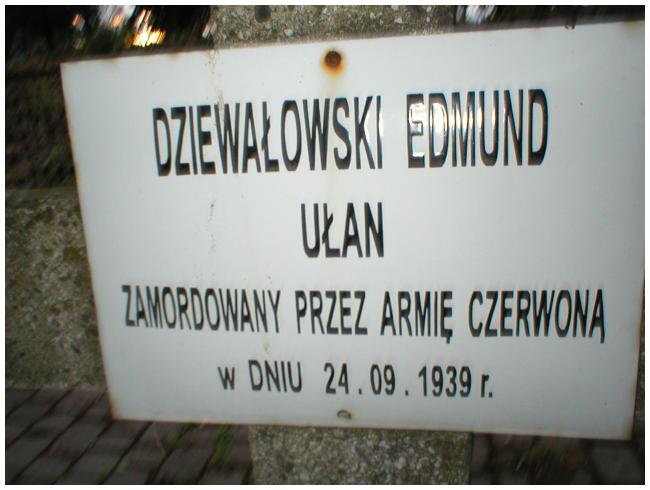 DZIEWAŁOWSKI EDMUND
UŁAN
ZAMORDOWANY PRZEZ ARMIĘ CZERWONĄ
w DNIU 24.09.1939 r.